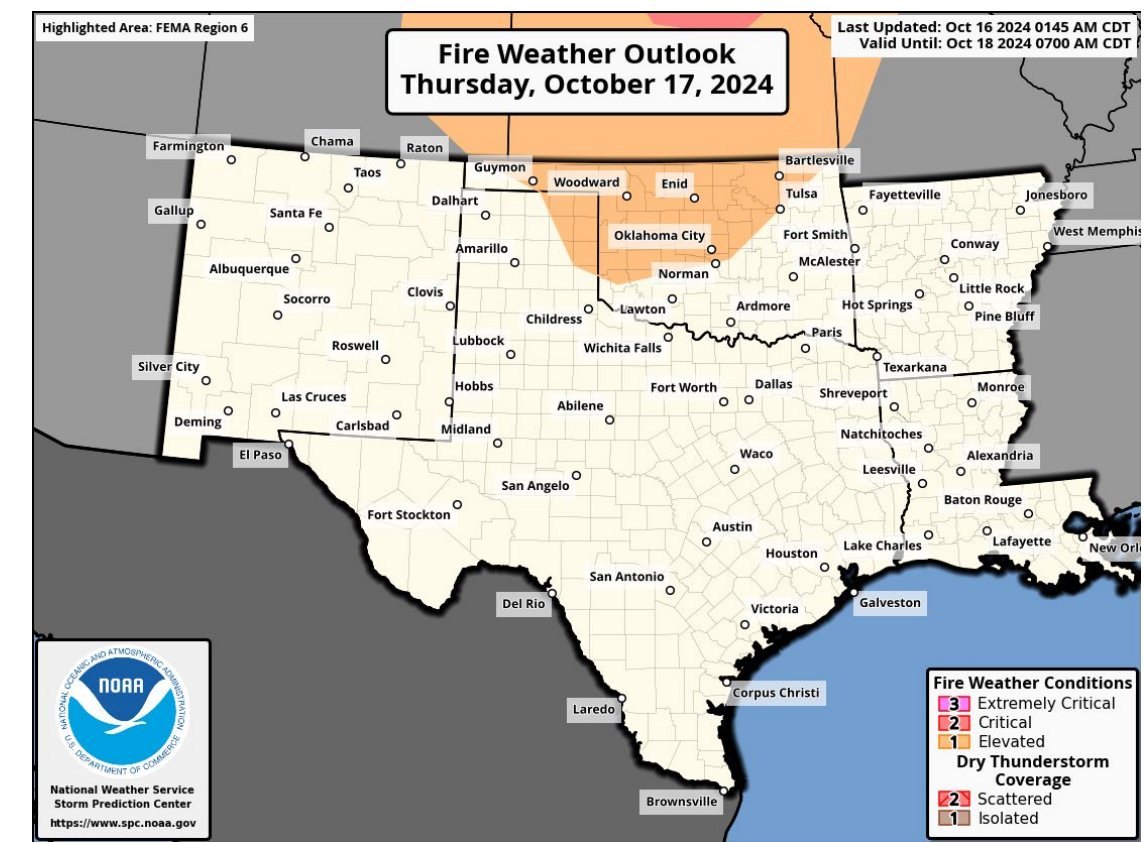 Highlighted Area: FEMA Region 6
Fire Weather Outlook
Thursday, October 17, 2024
Last Updated: Oct 16 2024 0145 AM CDT
Valid Until: Oct 18 2024 0700 AM CDT
Farmington
Chama
Raton
Taos
Guymon
Woodward
Enid
Bartlesville
Tulsa
Fayetteville
Jonesboro
Gallup
Santa Fe
Dalhart
Amarillo
Oklahoma City
Fort Smith
Conway
West Memphis
Albuquerque
Norman
McAlester
Little Rock
Socorro
Clovis
Childress
Lawton
Ardmore
Hot Springs
Pine Bluff
Roswell
Lubbock
Wichita Falls
Paris
Texarkana
Silver City
Hobbs
Fort Worth
Dallas
Shreveport
Monroe
Las Cruces
Deming
Carlsbad
Midland
Abilene
Natchitoches
El Paso
Waco
Leesville
Alexandria
San Angelo
Baton Rouge
Fort Stockton
Austin
Houston
Lake Charles
Lafayette
New Orl
San Antonio
Del Rio
Victoria
Galveston
Corpus Christi
Laredo
Brownsville
NATIONAL OCEANIC AND ATMOSPHERIC ADMINISTRATION
NOAA
U.S. DEPARTMENT OF COMMERCE
National Weather Service
Storm Prediction Center
https://www.spc.noaa.gov
Fire Weather Conditions
3 Extremely Critical
2 Critical
1 Elevated
Dry Thunderstorm
Coverage
2 Scattered
1 Isolated